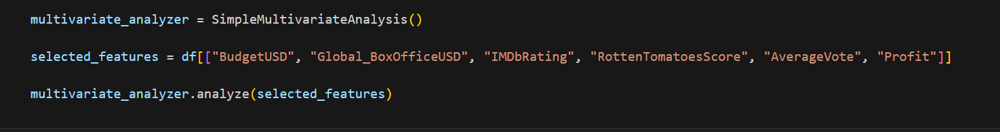 multivariate_analyzer = SimpleMultivariateAnalysis()
selected_features = df[["BudgetUSD", "Global_BoxOfficeUSD", "IMDbRating", "RottenTomatoesScore", "AverageVote", "Profit"]]
multivariate_analyzer.analyze(selected_features)